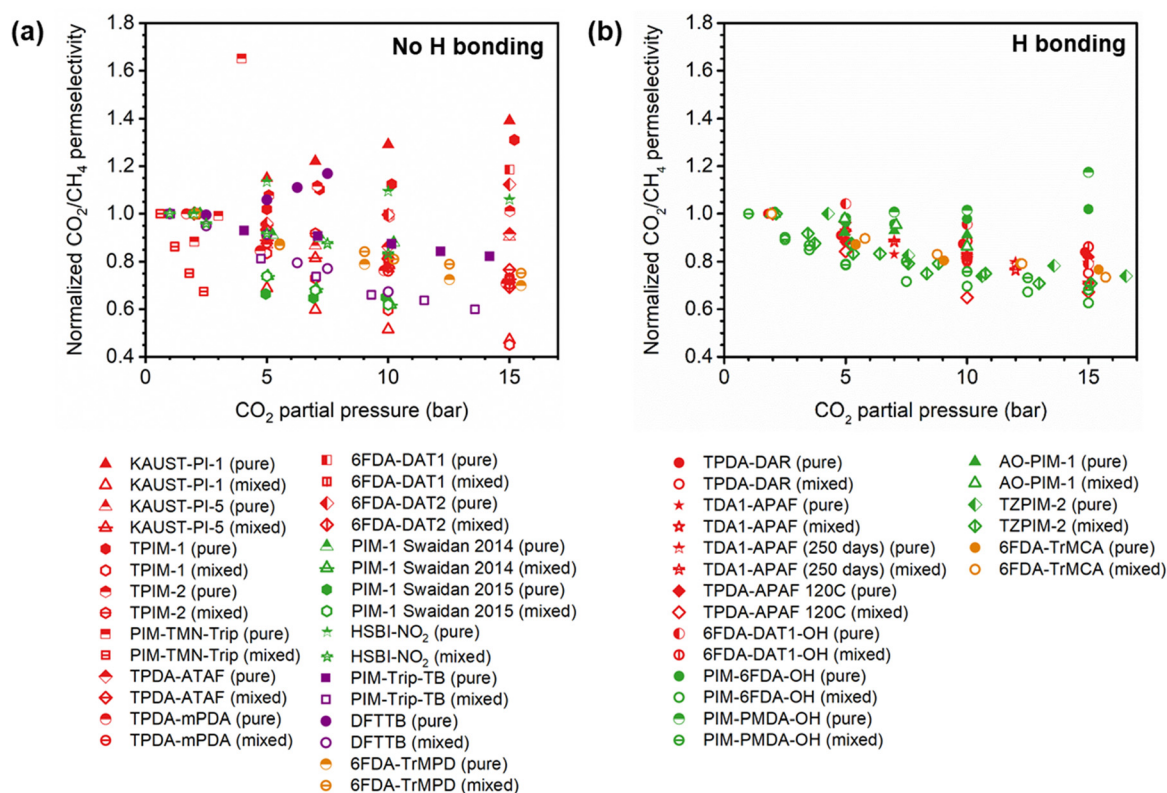 (a)
No H bonding
Normalized CO2/CH4 permselectivity
1.8
1.6
1.4
1.2
1.0
0.8
0.6
0.4
0
5
10
15
CO2 partial pressure (bar)
KAUST-PI-1 (pure)
KAUST-PI-1 (mixed)
KAUST-PI-5 (pure)
KAUST-PI-5 (mixed)
TPIM-1 (pure)
TPIM-1 (mixed)
TPIM-2 (pure)
TPIM-2 (mixed)
PIM-TMN-Trip (pure)
PIM-TMN-Trip (mixed)
TPDA-ATAF (pure)
TPDA-ATAF (mixed)
TPDA-mPDA (pure)
TPDA-mPDA (mixed)
6FDA-DAT1 (pure)
6FDA-DAT1 (mixed)
6FDA-DAT2 (pure)
6FDA-DAT2 (mixed)
PIM-1 Swaidan 2014 (pure)
PIM-1 Swaidan 2014 (mixed)
PIM-1 Swaidan 2015 (pure)
PIM-1 Swaidan 2015 (mixed)
HSBI-NO2 (pure)
HSBI-NO2 (mixed)
PIM-Trip-TB (pure)
PIM-Trip-TB (mixed)
DFTTB (pure)
DFTTB (mixed)
6FDA-TrMPD (pure)
6FDA-TrMPD (mixed)
(b)
H bonding
Normalized CO2/CH4 permselectivity
1.8
1.6
1.4
1.2
1.0
0.8
0.6
0.4
0
5
10
15
CO2 partial pressure (bar)
TPDA-DAR (pure)
TPDA-DAR (mixed)
TDA1-APAF (pure)
TDA1-APAF (mixed)
TDA1-APAF (250 days) (pure)
TDA1-APAF (250 days) (mixed)
TPDA-APAF 120C (pure)
TPDA-APAF 120C (mixed)
6FDA-DAT1-OH (pure)
6FDA-DAT1-OH (mixed)
PIM-6FDA-OH (pure)
PIM-6FDA-OH (mixed)
PIM-PMDA-OH (pure)
PIM-PMDA-OH (mixed)
AO-PIM-1 (pure)
AO-PIM-1 (mixed)
TZPIM-2 (pure)
TZPIM-2 (mixed)
6FDA-TrMCA (pure)
6FDA-TrMCA (mixed)